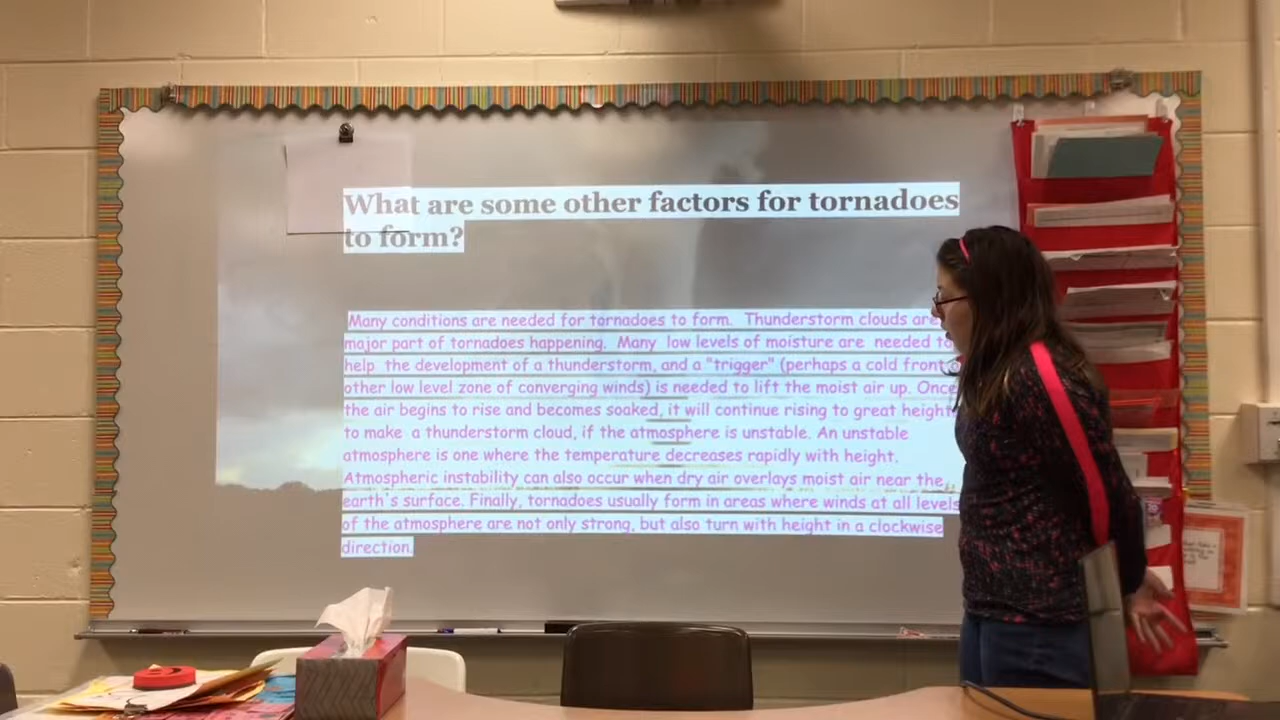 What are some other factors for tornadoes
to form?
Many conditions are needed for tornadoes to form. Thunderstorm clouds are
major part of tornadoes happening. Many low levels of moisture are needed to
help the development of a thunderstorm, and a "trigger" (perhaps a cold front
other low level zone of converging winds) is needed to lift the moist air up. Once
the air begins to rise and becomes soaked, it will continue rising to great height
to make a thunderstorm cloud, if the atmosphere is unstable. An unstable
atmosphere is one where the temperature decreases rapidly with height.
Atmospheric instability can also occur when dry air overlays moist air near the
earth's surface. Finally, tornadoes usually form in areas where winds at all levels
of the atmosphere are not only strong, but also turn with height in a clockwise
direction.